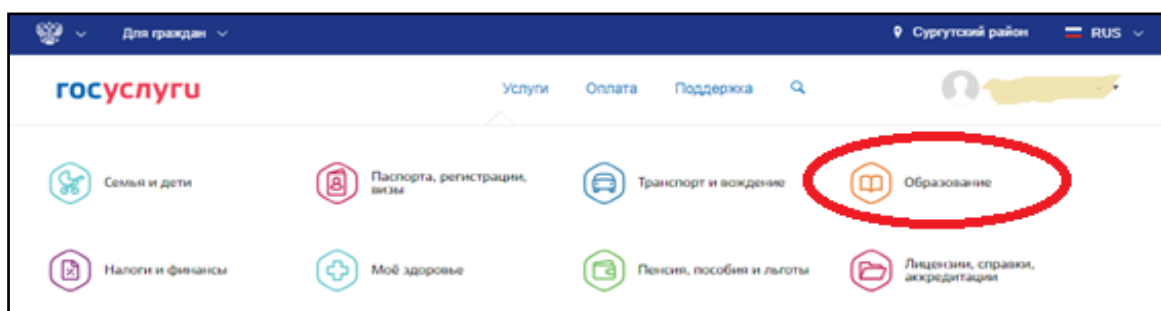 Для граждан
Сургутский район
RUS
госуслуги
Услуги
Оплата
Поддержка
Семья и дети
Паспорта, регистрации,
визы
Транспорт и вождение
Образование
Налоги и финансы
Моё здоровье
Пенсия, пособия и льготы
Лицензии, справки,
аккредитации